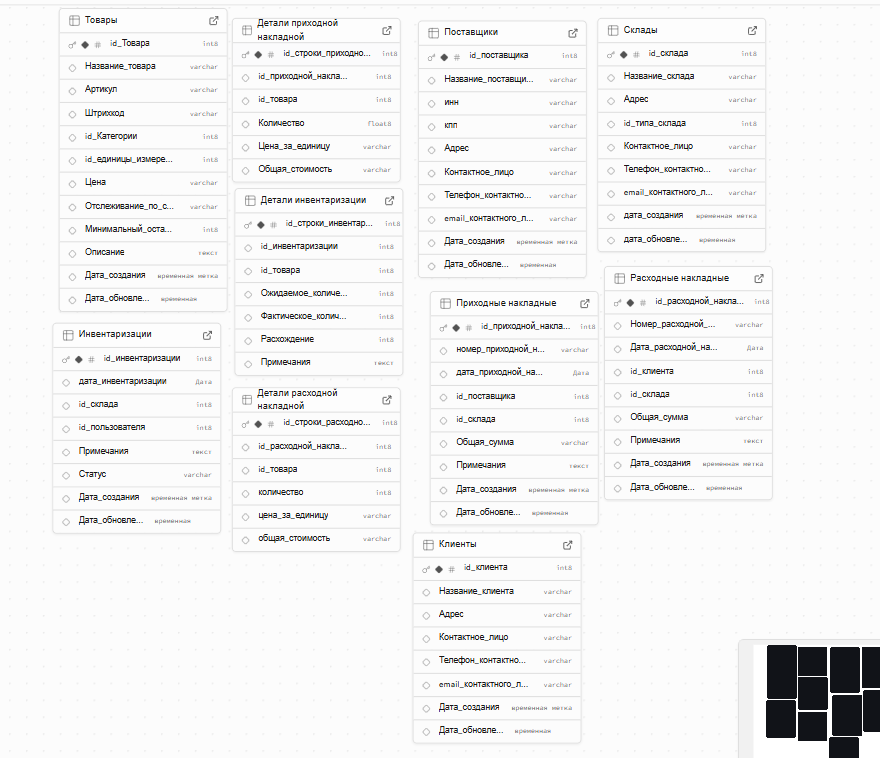 Товары
id_Товара int8
Название_товара varchar
Артикул varchar
Штрихкод varchar
id_Категории int8
id_единицы_измере... int8
Цена varchar
Отслеживание_по_с... varchar
Минимальный_оста... int8
Описание текст
Дата_создания временная метка
Дата_обновле... временная
Инвентаризации
id_инвентаризации int8
дата_инвентаризации Дата
id_склада int8
id_пользователя int8
Примечания текст
Статус varchar
Дата_создания временная метка
Дата_обновле... временная
Детали приходной
накладной
id_строки_приходно... int8
id_приходной_накла... int8
id_товара int8
Количество float8
Цена_за_единицу varchar
Общая_стоимость varchar
Детали инвентаризации
id_строки_инвентар... int8
id_инвентаризации int8
id_товара int8
Ожидаемое_количе... int8
Фактическое_колич... int8
Расхождение int8
Примечания текст
Детали расходной
накладной
id_строки_расходно... int8
id_расходной_накла... int8
id_товара int8
количество int8
цена_за_единицу varchar
общая_стоимость varchar
Поставщики
id_поставщика int8
Название_поставщи... varchar
инн varchar
кпп varchar
Адрес varchar
Контактное_лицо varchar
Телефон_контактно... varchar
email_контактного_л... varchar
Дата_создания временная метка
Дата_обновле... временная
Приходные накладные
id_приходной_накла... int8
номер_приходной_н... varchar
дата_приходной_на... Дата
id_поставщика int8
id_склада int8
Общая_сумма varchar
Примечания текст
Дата_создания временная метка
Дата_обновле... временная
Клиенты
id_клиента int8
Название_клиента varchar
Адрес varchar
Контактное_лицо varchar
Телефон_контактно... varchar
email_контактного_л... varchar
Дата_создания временная метка
Дата_обновле... временная
Склады
id_склада int8
Название_склада varchar
Адрес varchar
id_типа_склада int8
Контактное_лицо varchar
Телефон_контактно... varchar
email_контактного_л... varchar
дата_создания временная метка
дата_обновле... временная
Расходные накладные
id_расходной_накла... int8
Номер_расходной_... varchar
Дата_расходной_на... Дата
id_клиента int8
id_склада int8
Общая_сумма varchar
Примечания текст
Дата_создания временная метка
Дата_обновле... временная